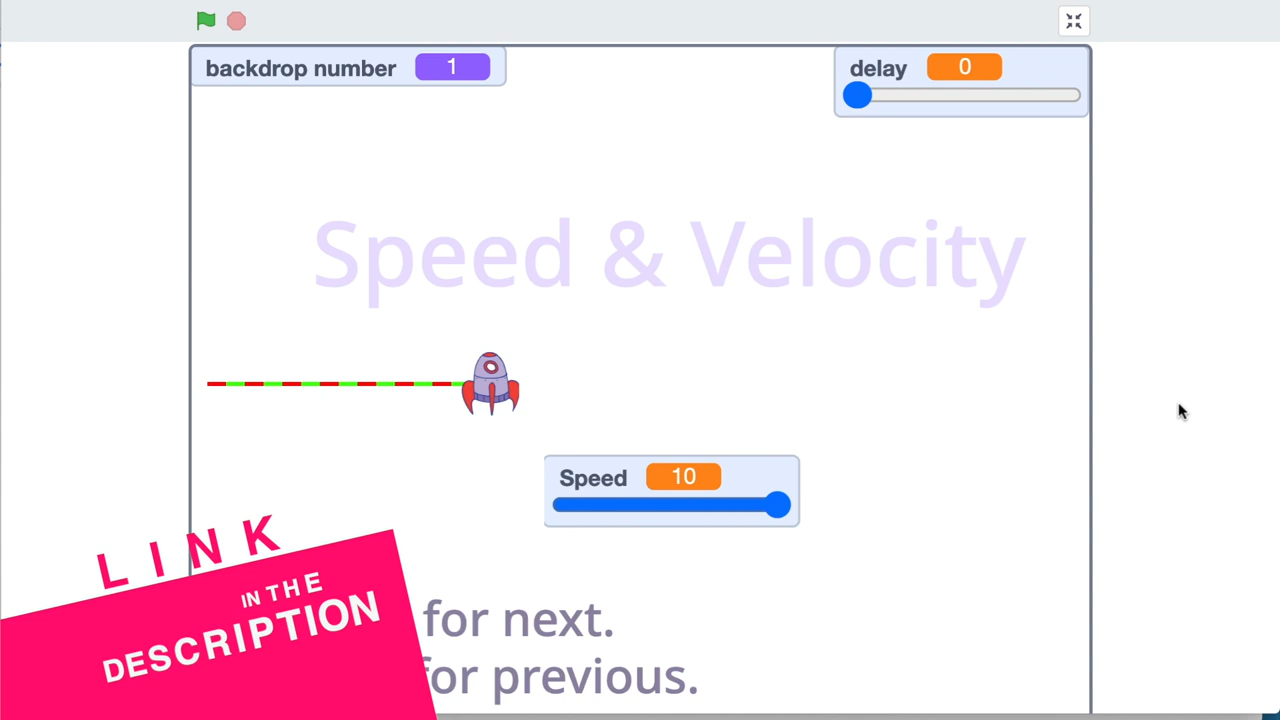 backdrop number 1
delay 0
Speed & Velocity
Speed 10
LINK
IN THE
DESCRIPTION
for next.
for previous.